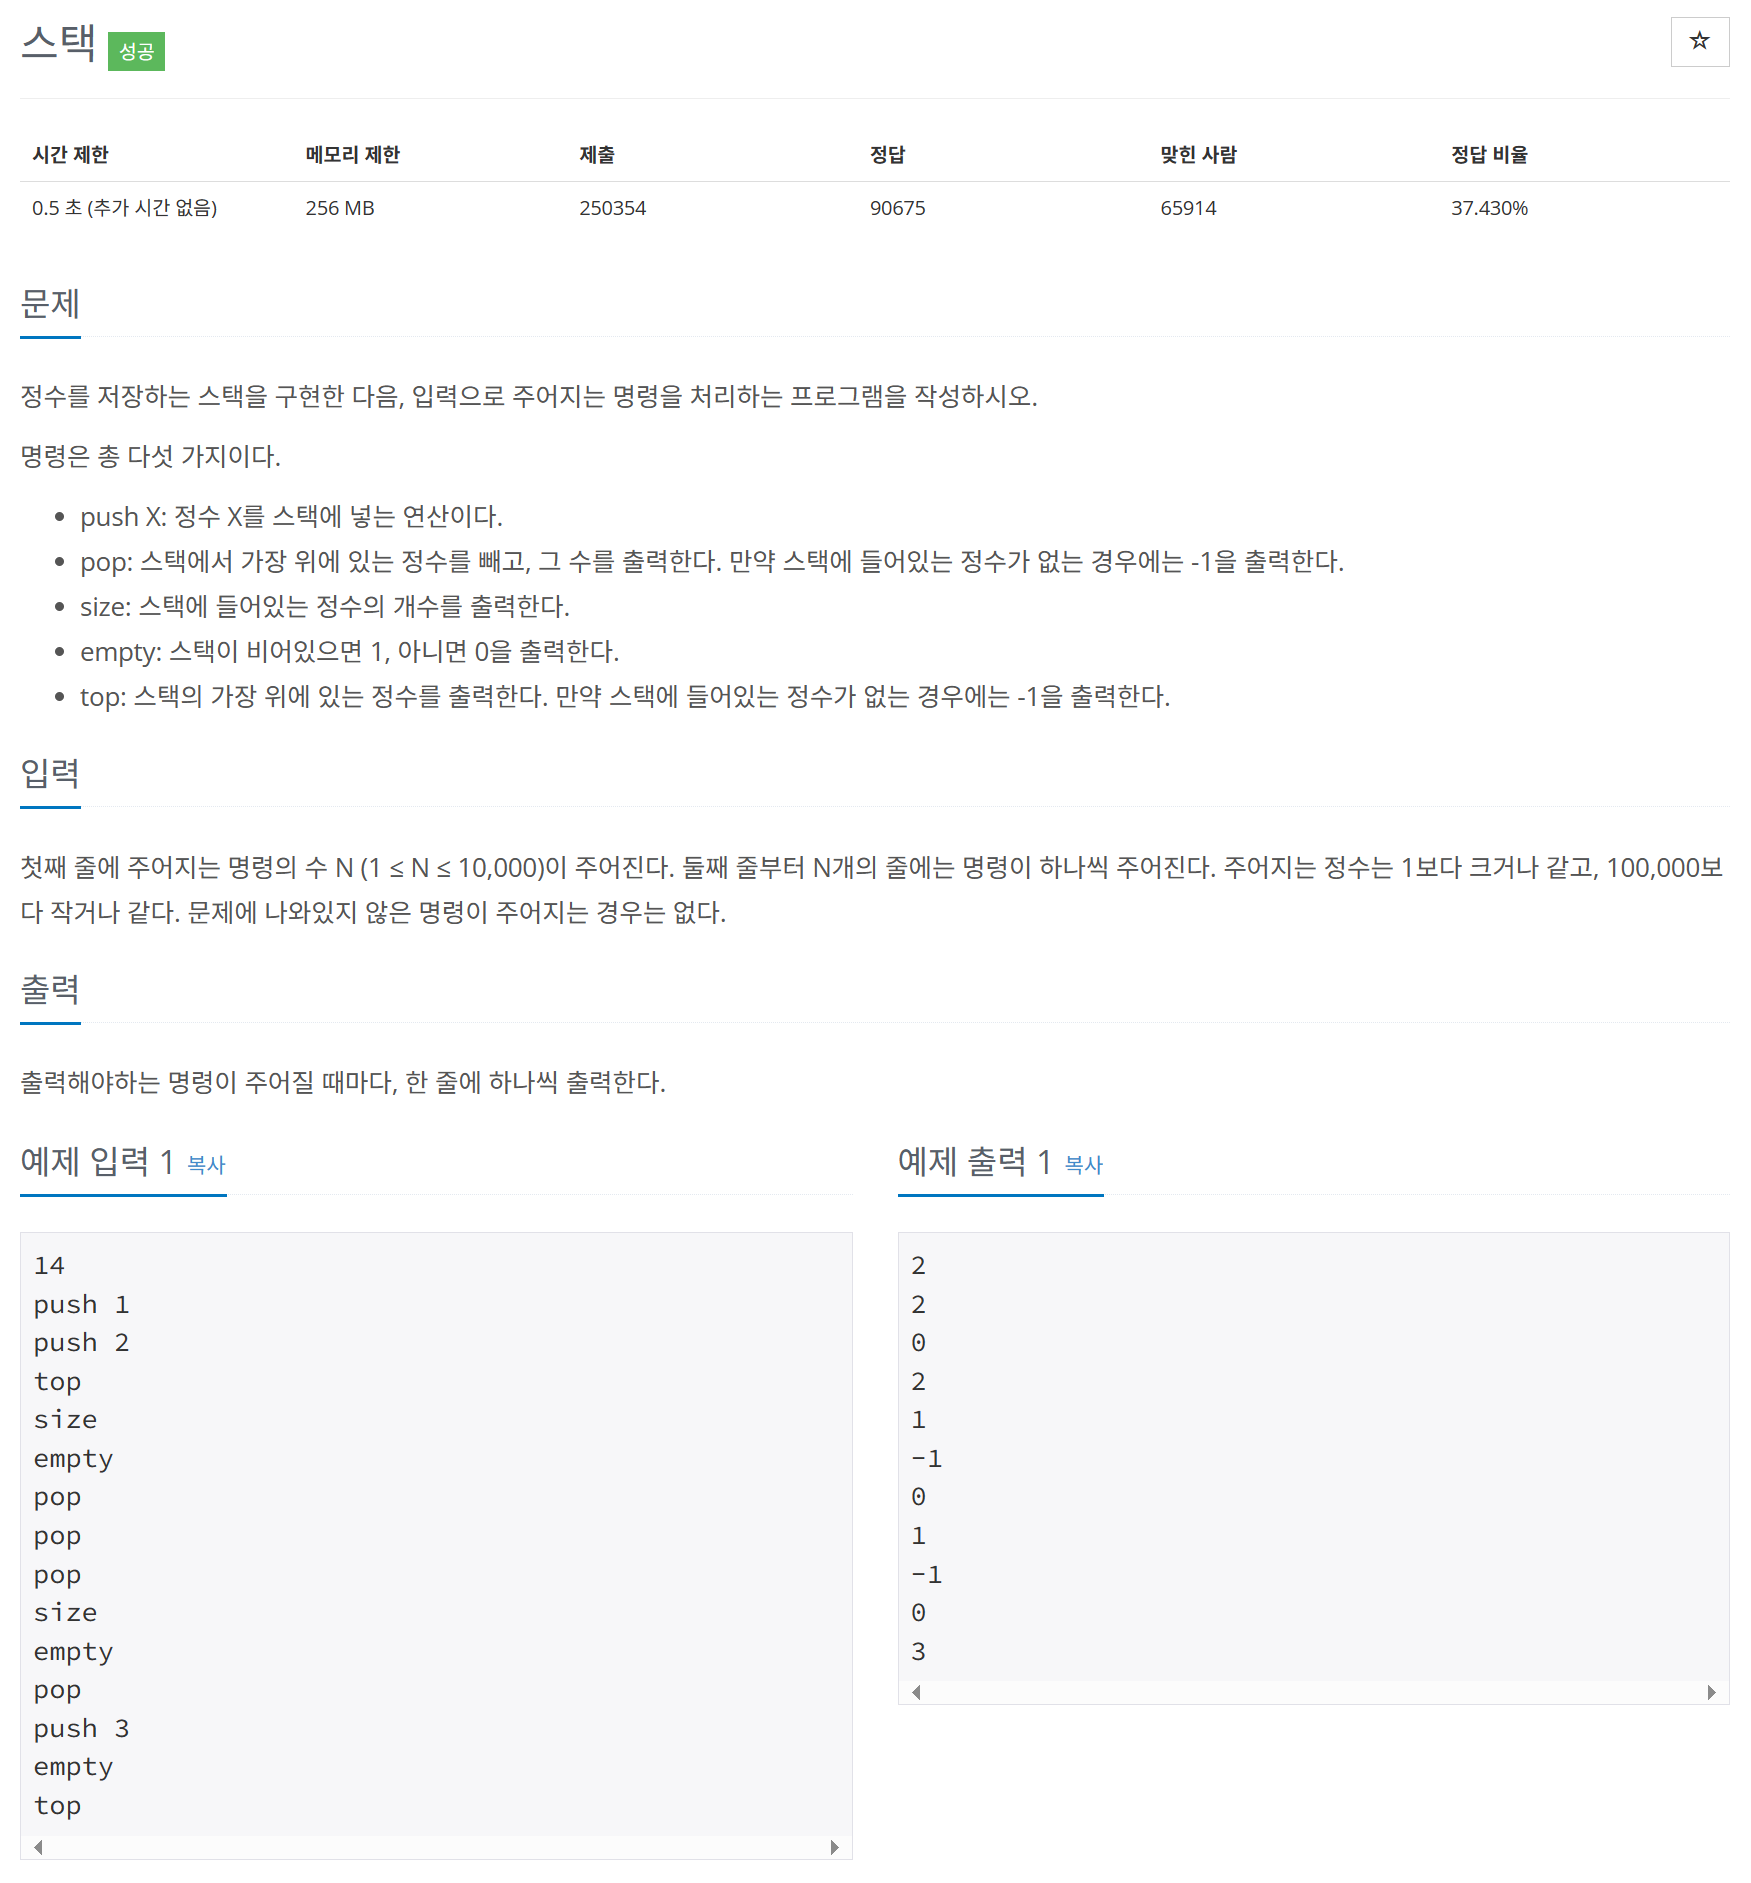 스택 성공
☆
시간 제한 메모리 제한 제출 정답 맞힌 사람 정답 비율
0.5 초 (추가 시간 없음) 256 MB 250354 90675 65914 37.430%
문제
정수를 저장하는 스택을 구현한 다음, 입력으로 주어지는 명령을 처리하는 프로그램을 작성하시오.
명령은 총 다섯 가지이다.
• push X: 정수 X를 스택에 넣는 연산이다.
• pop: 스택에서 가장 위에 있는 정수를 빼고, 그 수를 출력한다. 만약 스택에 들어있는 정수가 없는 경우에는 -1을 출력한다.
• size: 스택에 들어있는 정수의 개수를 출력한다.
• empty: 스택이 비어있으면 1, 아니면 0을 출력한다.
• top: 스택의 가장 위에 있는 정수를 출력한다. 만약 스택에 들어있는 정수가 없는 경우에는 -1을 출력한다.
입력
첫째 줄에 주어지는 명령의 수 N (1 ≤ N ≤ 10,000)이 주어진다. 둘째 줄부터 N개의 줄에는 명령이 하나씩 주어진다. 주어지는 정수는 1보다 크거나 같고, 100,000보
다 작거나 같다. 문제에 나와있지 않은 명령이 주어지는 경우는 없다.
출력
출력해야하는 명령이 주어질 때마다, 한 줄에 하나씩 출력한다.
예제 입력 1 복사
14
push 1
push 2
top
size
empty
pop
pop
pop
size
empty
pop
push 3
empty
top
예제 출력 1 복사
2
2
0
2
1
-1
0
1
-1
0
3